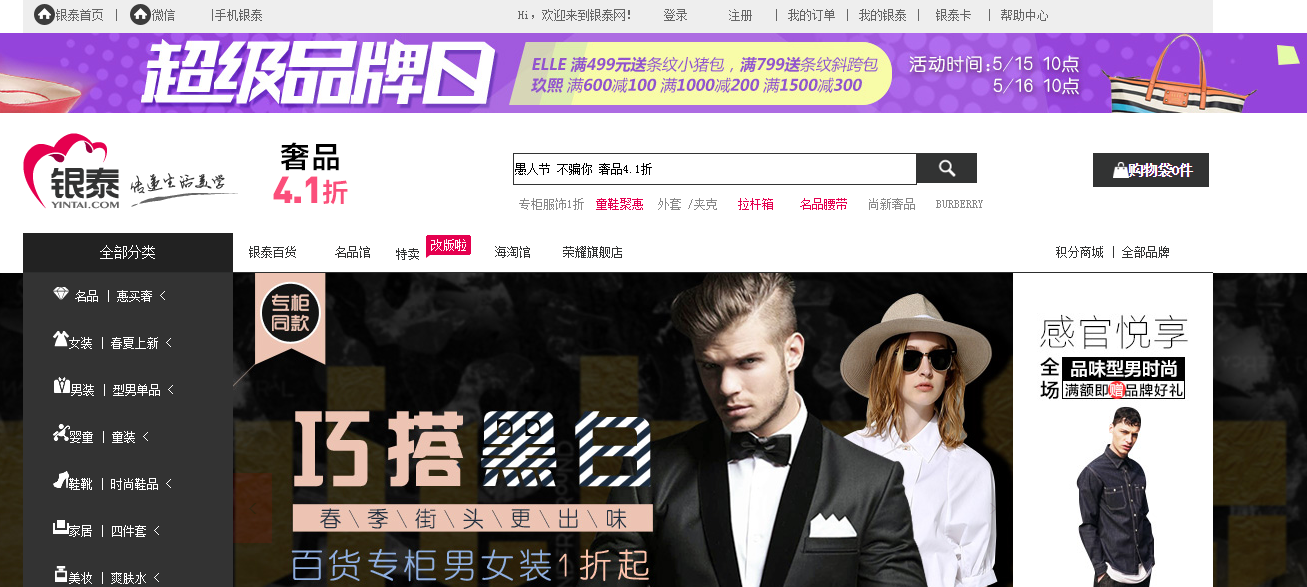 银泰首页 | 微信 |手机银泰 Hi，欢迎来到银泰网! 登录 注册 | 我的订单 | 我的银泰 | 银泰卡 | 帮助中心
超级品牌日
ELLE 满499元送条纹小猪包，满799送条纹斜挎包
玖熙 满600减100 满1000减200 满1500减300
活动时间:5/15 10点
5/16 10点
银泰
YINTAI.COM
传递生活美学
奢品
4.1折
愚人节 不骗你 奢品4.1折
购物袋0件
专柜服饰1折 童鞋聚惠 外套 /夹克 拉杆箱 名品腰带 尚新奢品 BURBERRY
全部分类 银泰百货 名品馆 特卖 改版啦 海淘馆 荣耀旗舰店 积分商城 | 全部品牌
名品 | 惠买奢 <
女装 | 春夏上新 <
男装 | 型男单品 <
婴童 | 童装 <
鞋靴 | 时尚鞋品 <
家居 | 四件套 <
美妆 | 爽肤水 <
专柜
同款
巧搭黑白
春\季\街\头\更\出\味
百货专柜男女装1折起
感官悦享
全场
品味型男时尚
满额即赠品牌好礼